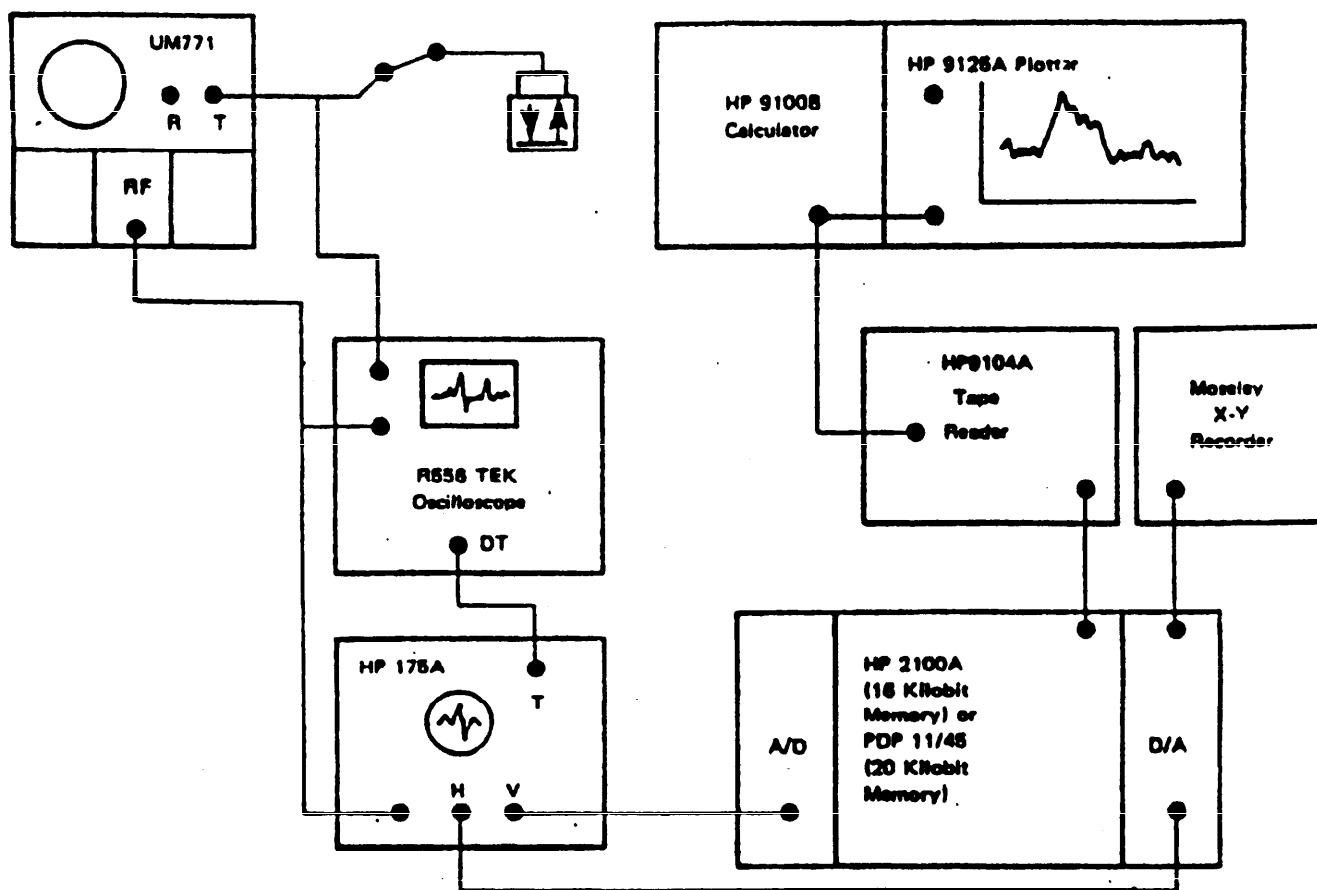 UM771
R T
RF
HP 9100B
Calculator
HP 9125A Plotter
HP9104A
Tape
Reader
Moseley
X-Y
Recorder
R556 TEK
Oscilloscope
DT
HP 175A
T
H V
A/D
HP 2100A
(16 Kilobit
Memory) or
PDP 11/45
(20 Kilobit
Memory)
D/A